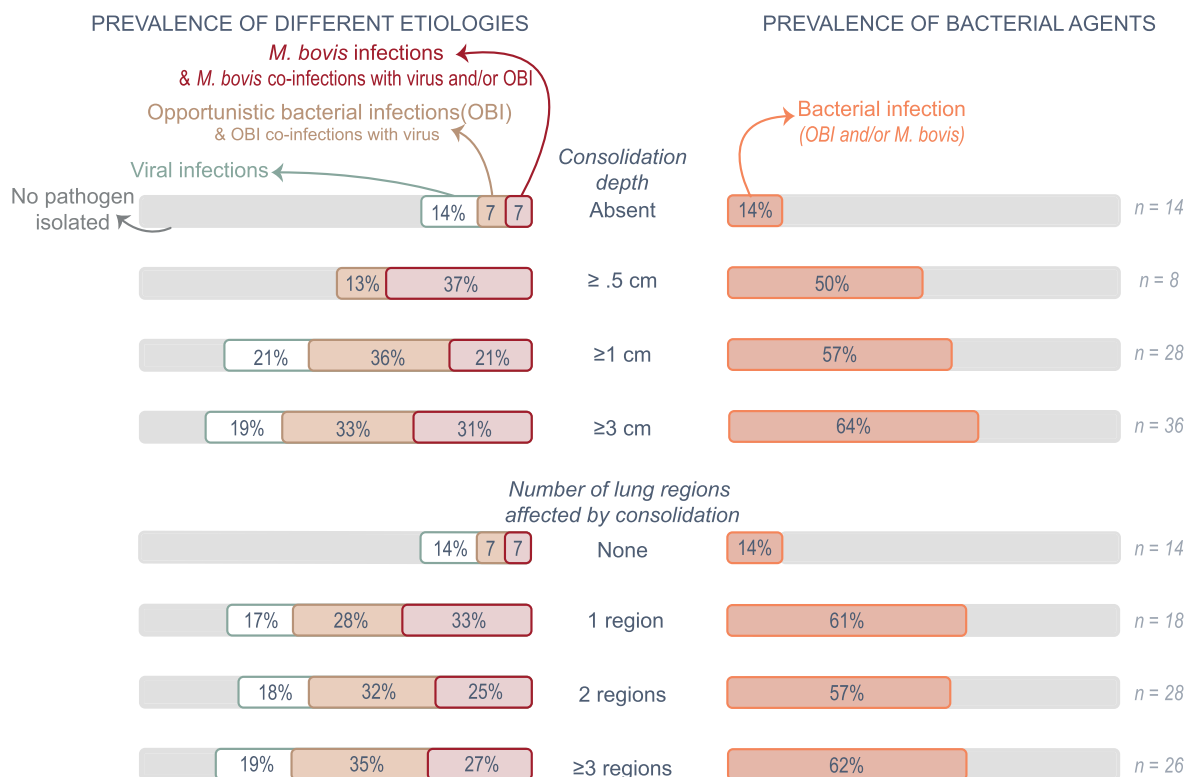 PREVALENCE OF DIFFERENT ETIOLOGIES
PREVALENCE OF BACTERIAL AGENTS
M. bovis infections
& M. bovis co-infections with virus and/or OBI
Opportunistic bacterial infections(OBI)
& OBI co-infections with virus
Viral infections
No pathogen
isolated
Bacterial infection
(OBI and/or M. bovis)
Consolidation
depth
14% 7 7 Absent 14% n = 14
13% 37% ≥ .5 cm 50% n = 8
21% 36% 21% ≥1 cm 57% n = 28
19% 33% 31% ≥3 cm 64% n = 36
Number of lung regions
affected by consolidation
14% 7 7 None 14% n = 14
17% 28% 33% 1 region 61% n = 18
18% 32% 25% 2 regions 57% n = 28
19% 35% 27% ≥3 regions 62% n = 26